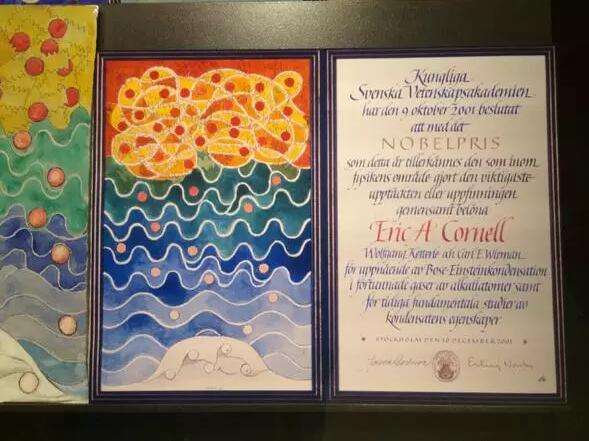 Kungliga
Svenska Vetenskapsakademien
har den 9 oktober 2001 beslutat
att med det
NOBELPRIS
som detta år tillerkännes den som inom
fysikens område gjort den viktigaste
upptäckten eller uppfinningen
gemensamt belöna
Eric A Cornell
Wolfgang Ketterle och Carl E. Wieman
för uppnående av Bose-Einsteinkondensation
i förtunnade gaser av alkaliatomer samt
för tidiga fundamentala studier av
kondensatens egenskaper
STOCKHOLM DEN 10 DECEMBER 2001